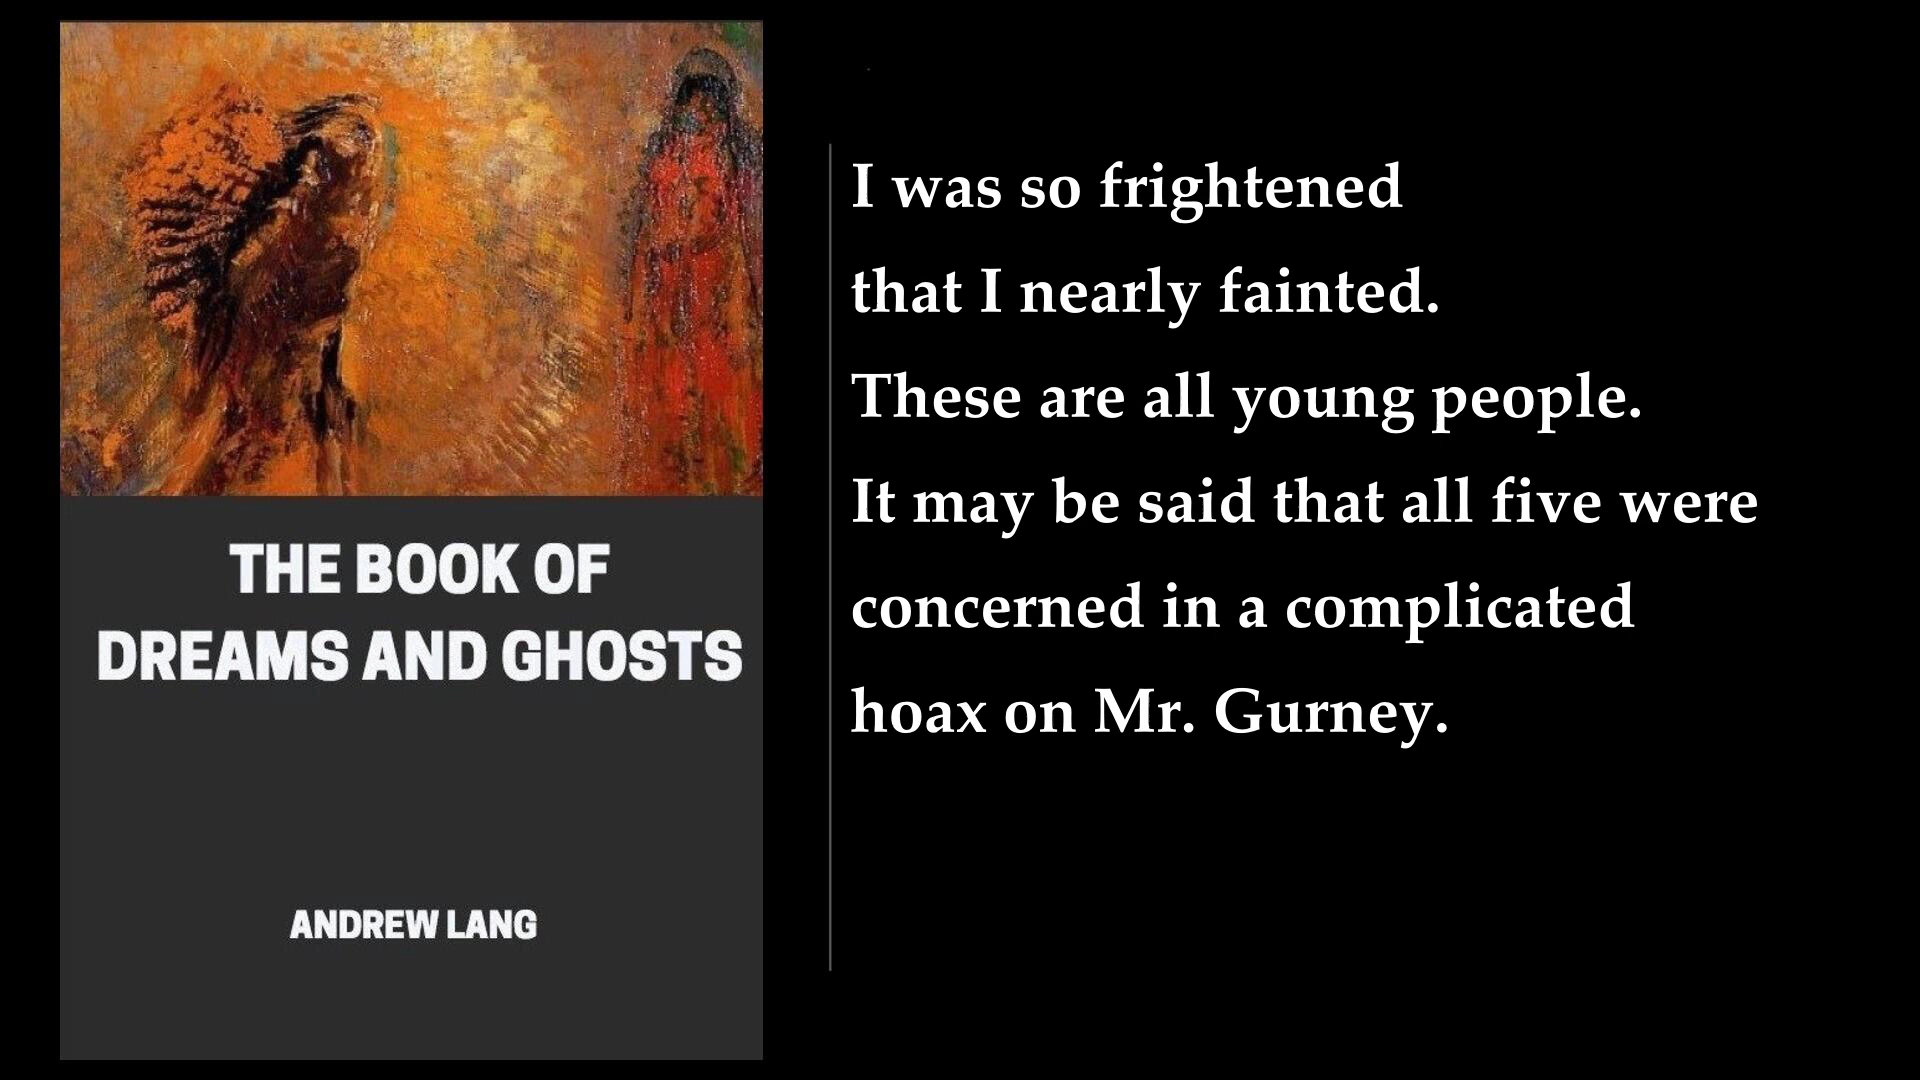 THE BOOK OF
DREAMS AND GHOSTS
ANDREW LANG
I was so frightened
that I nearly fainted.
These are all young people.
It may be said that all five were
concerned in a complicated
hoax on Mr. Gurney.